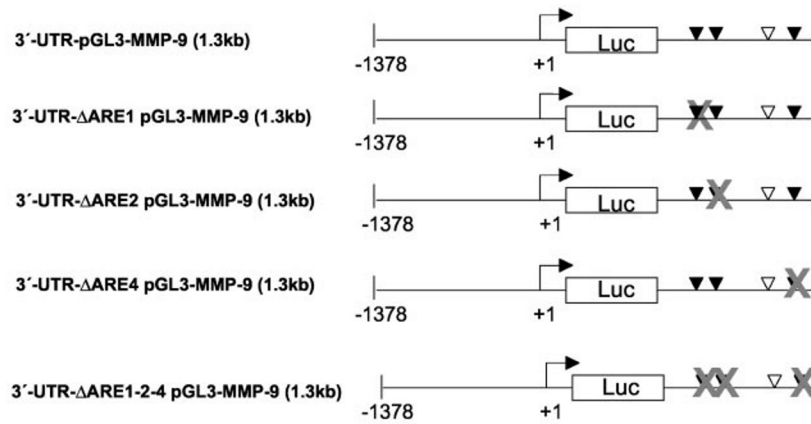 3´-UTR-pGL3-MMP-9 (1.3kb)
Luc
-1378
+1
3´-UTR-ΔARE1 pGL3-MMP-9 (1.3kb)
Luc
X
-1378
+1
3´-UTR-ΔARE2 pGL3-MMP-9 (1.3kb)
Luc
X
-1378
+1
3´-UTR-ΔARE4 pGL3-MMP-9 (1.3kb)
Luc
X
-1378
+1
3´-UTR-ΔARE1-2-4 pGL3-MMP-9 (1.3kb)
Luc
X X X
-1378
+1